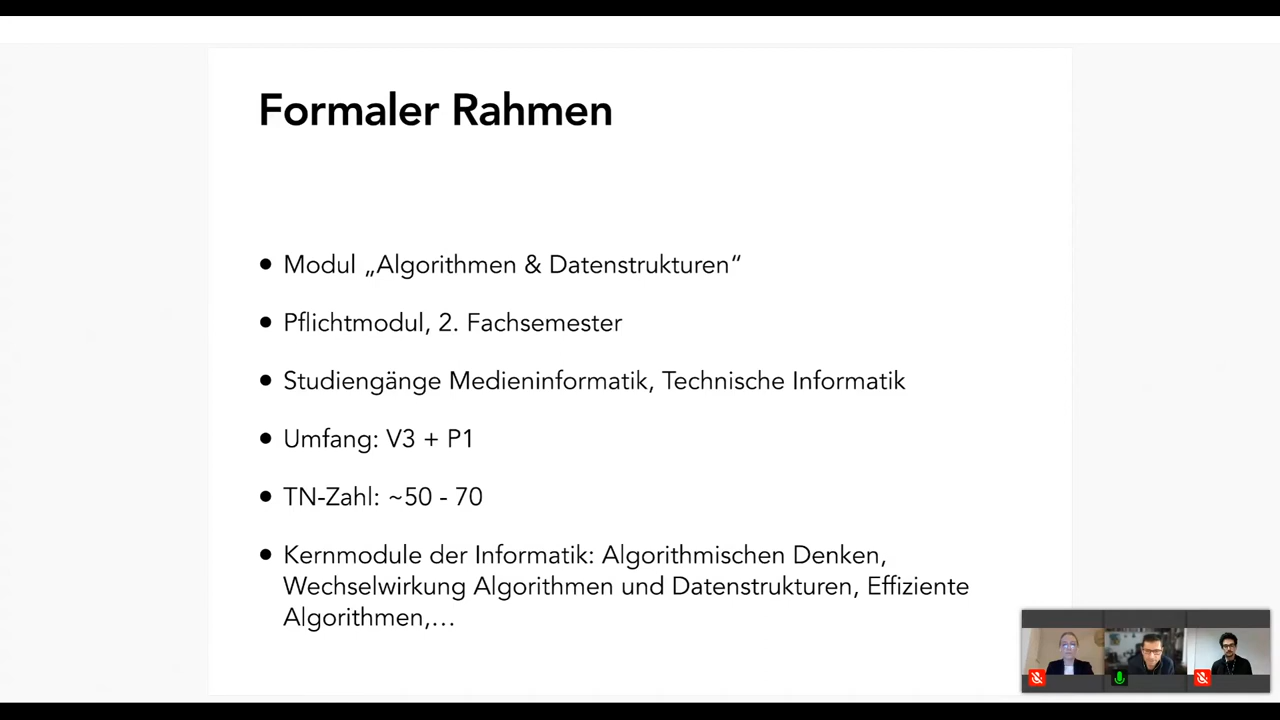 Formaler Rahmen
• Modul „Algorithmen & Datenstrukturen“
• Pflichtmodul, 2. Fachsemester
• Studiengänge Medieninformatik, Technische Informatik
• Umfang: V3 + P1
• TN-Zahl: ~50 - 70
• Kernmodule der Informatik: Algorithmischen Denken,
Wechselwirkung Algorithmen und Datenstrukturen, Effiziente
Algorithmen,…